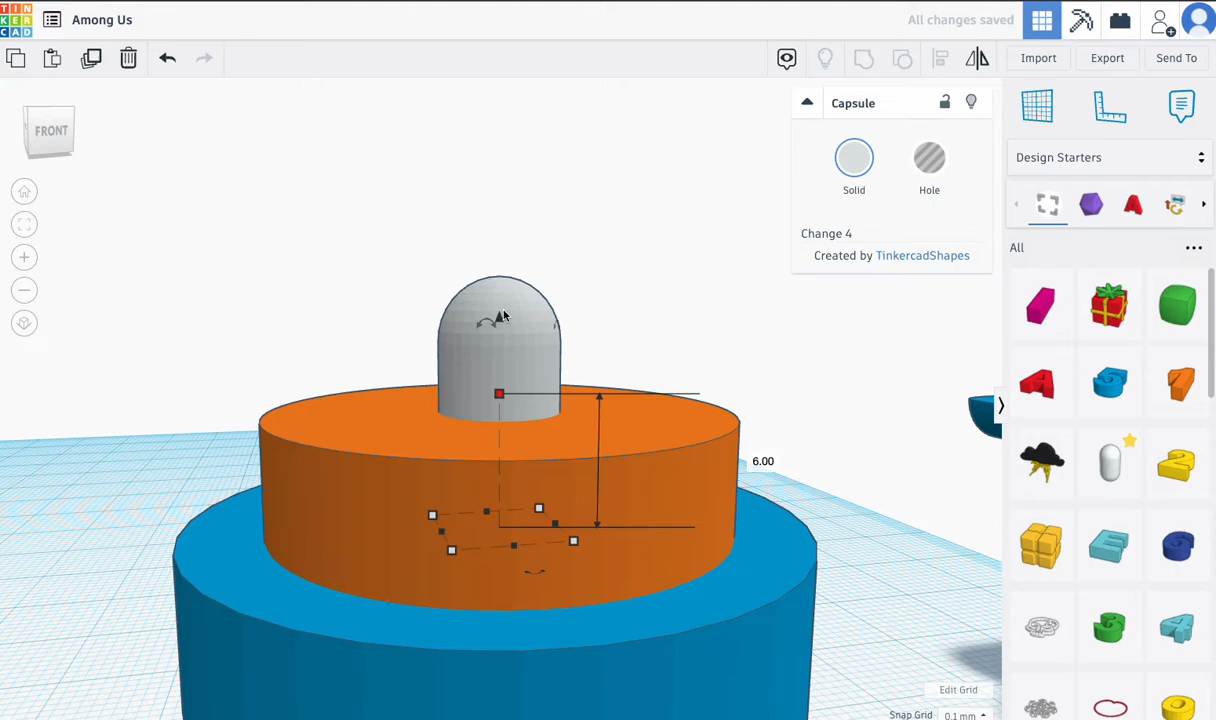 TIN
KER
CAD
Among Us
All changes saved
Import
Export
Send To
FRONT
Capsule
Solid
Hole
Change 4
Created by TinkercadShapes
Design Starters
All
6.00
Edit Grid
Snap Grid
0.1 mm